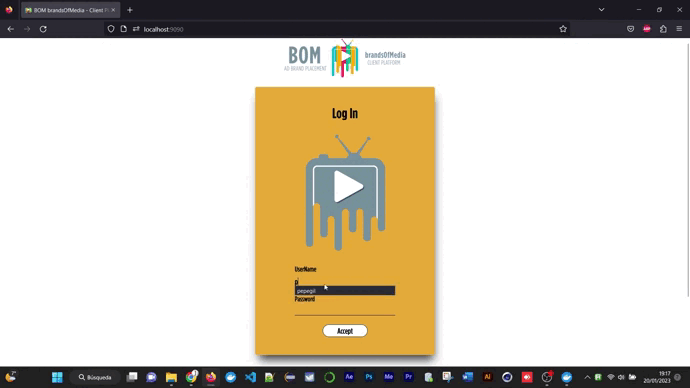 BOM brandsOfMedia - Client Pl
localhost:9090
BOM
AD BRAND PLACEMENT
brandsOfMedia
CLIENT PLATFORM
Log In
UserName
p
pepegil
Password
Accept
Búsqueda
19:17
20/01/2023